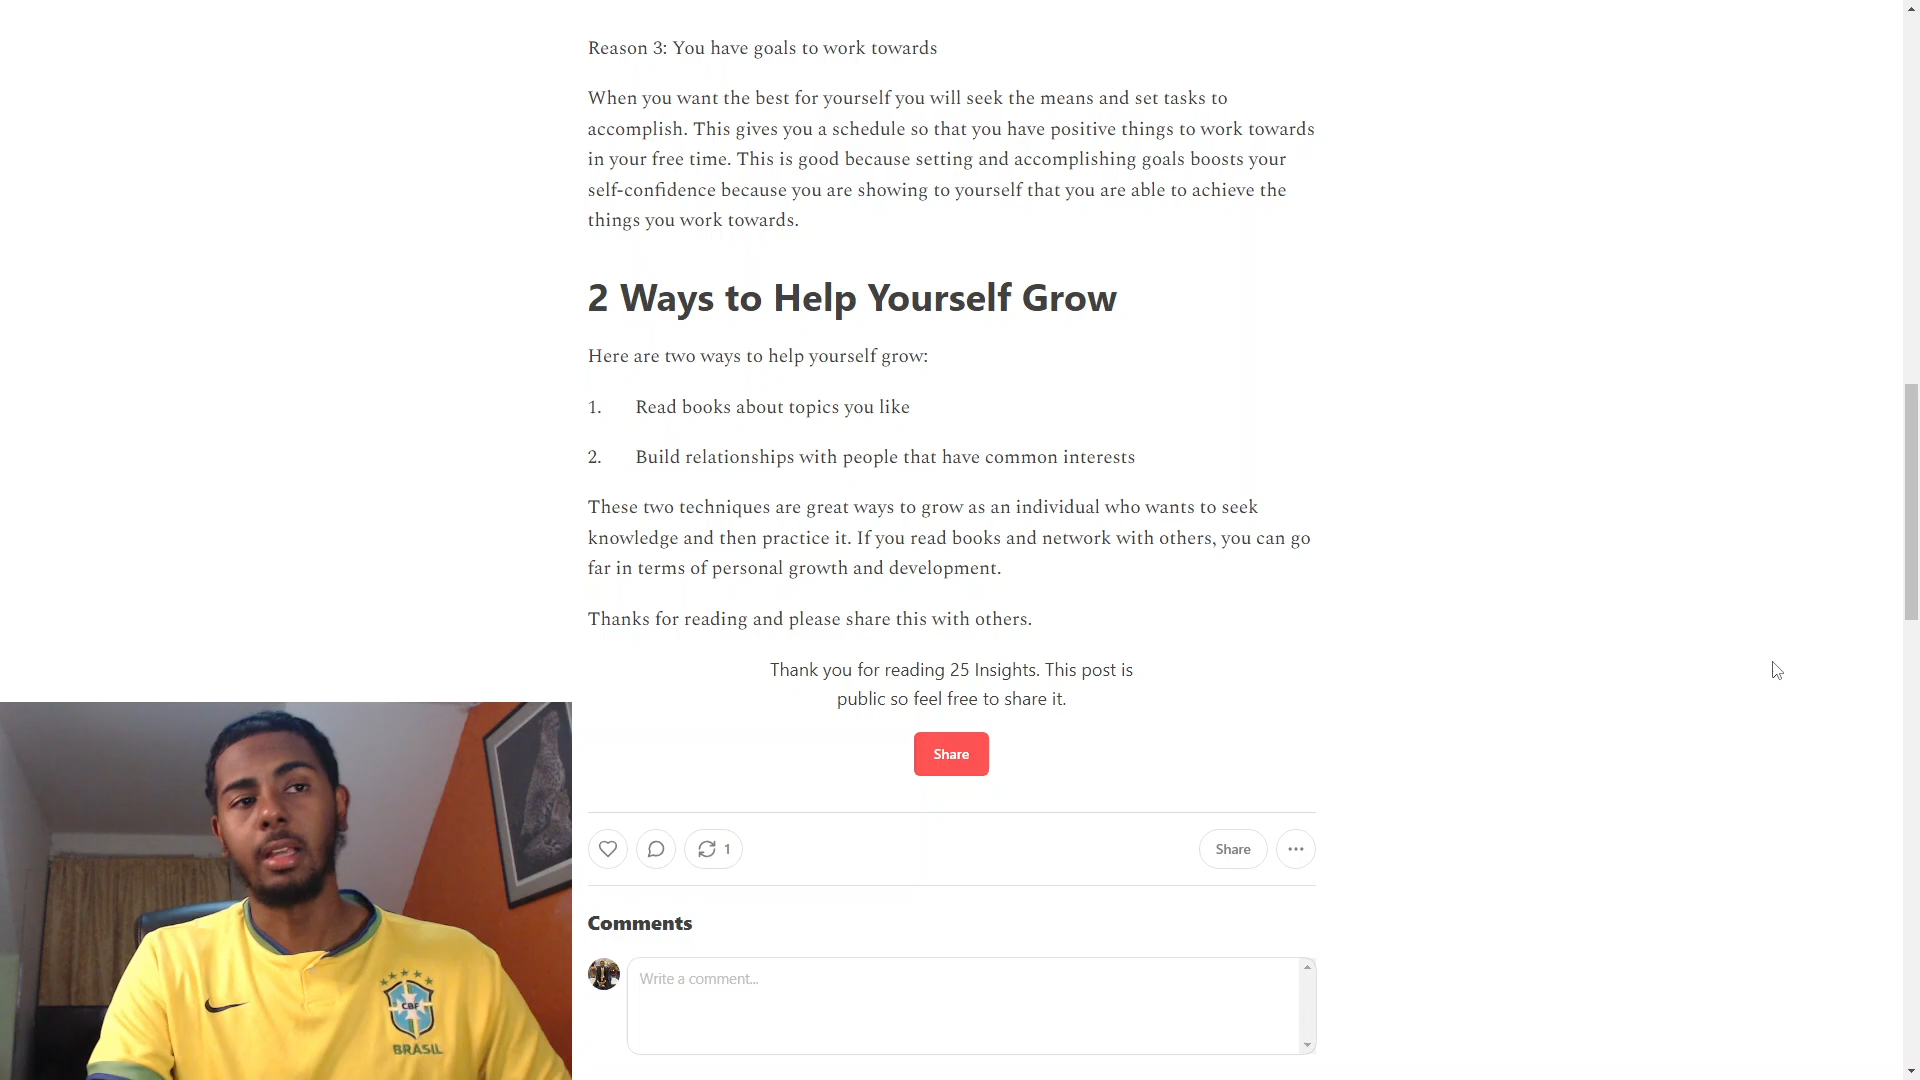 Reason 3: You have goals to work towards
When you want the best for yourself you will seek the means and set tasks to
accomplish. This gives you a schedule so that you have positive things to work towards
in your free time. This is good because setting and accomplishing goals boosts your
self-confidence because you are showing to yourself that you are able to achieve the
things you work towards.
2 Ways to Help Yourself Grow
Here are two ways to help yourself grow:
1. Read books about topics you like
2. Build relationships with people that have common interests
These two techniques are great ways to grow as an individual who wants to seek
knowledge and then practice it. If you read books and network with others, you can go
far in terms of personal growth and development.
Thanks for reading and please share this with others.
Thank you for reading 25 Insights. This post is
public so feel free to share it.
Share
1
Share
Comments
Write a comment...
CBF
BRASIL